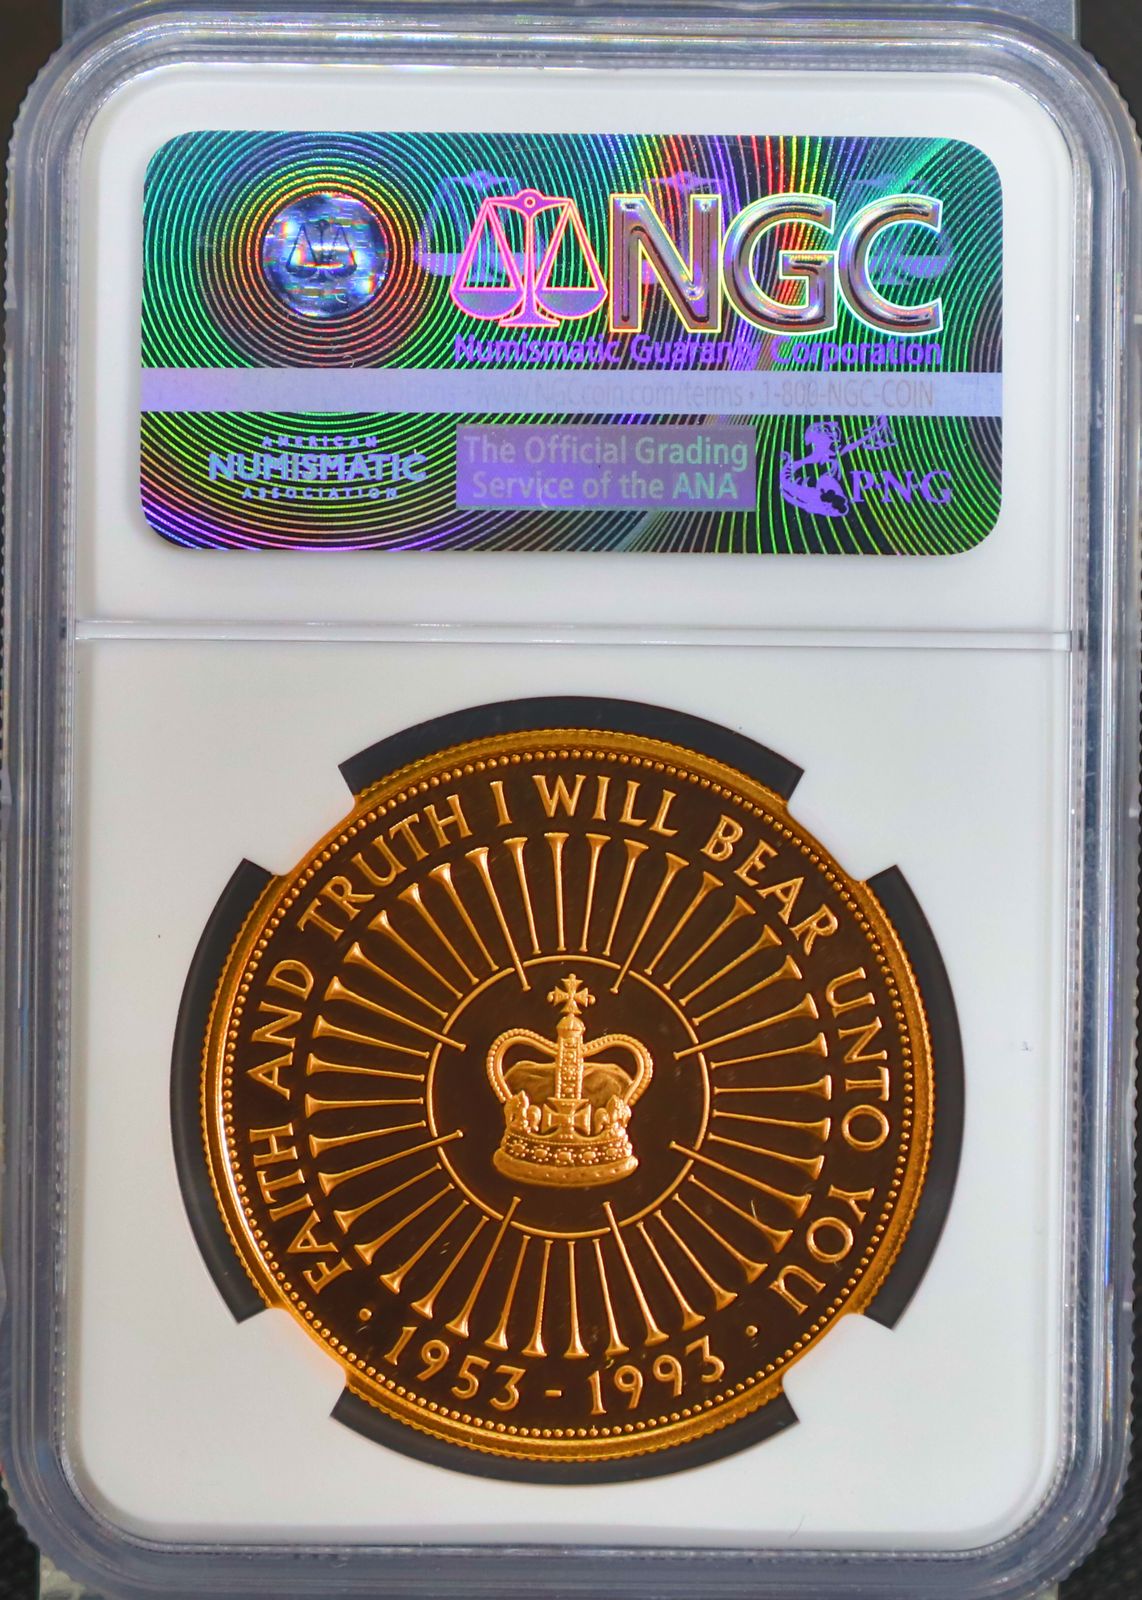 NGC
Numismatic Guaranty Corporation
www.NGCcoin.com/terms • 1-800-NGC-COIN
AMERICAN
NUMISMATIC
ASSOCIATION
The Official Grading
Service of the ANA
P·N·G
FAITH AND TRUTH I WILL BEAR UNTO YOU
• 1953 - 1993 •